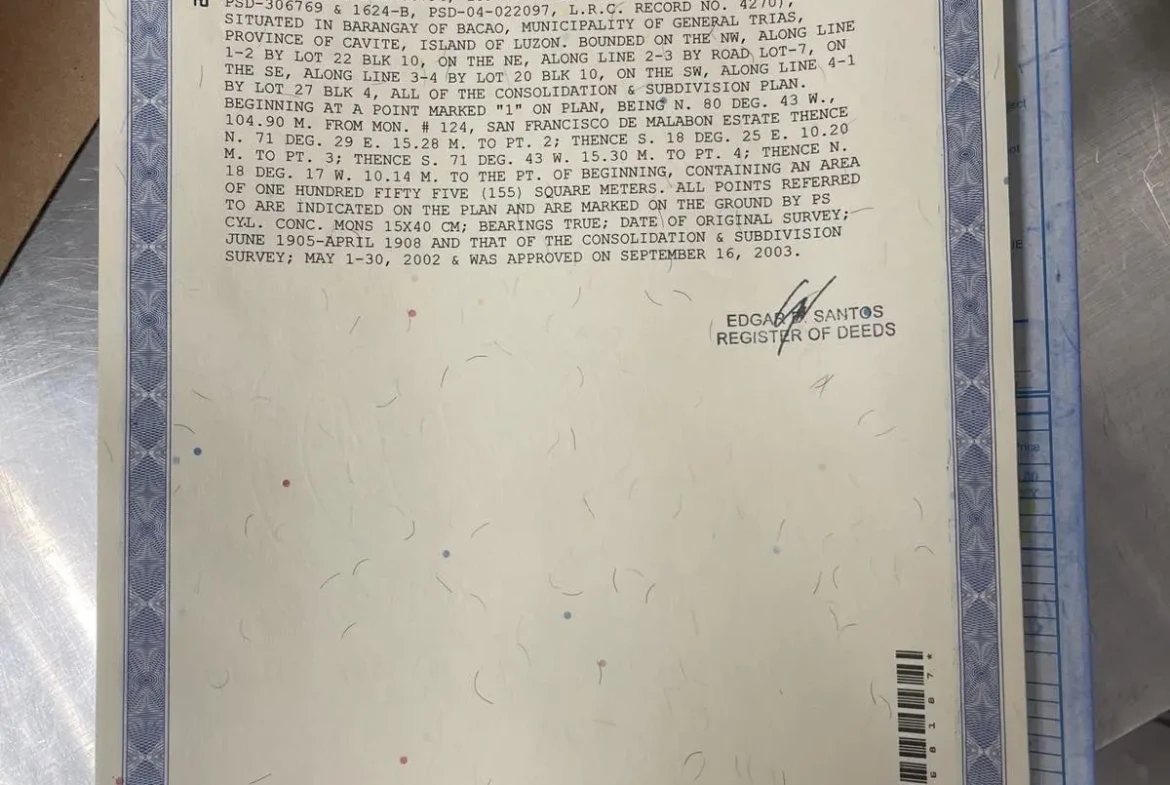 PSD-306769 & 1624-B, PSD-04-022097, L.R.C. RECORD NO. 4270),
SITUATED IN BARANGAY OF BACAO, MUNICIPALITY OF GENERAL TRIAS,
PROVINCE OF CAVITE, ISLAND OF LUZON. BOUNDED ON THE NW, ALONG LINE
1-2 BY LOT 22 BLK 10, ON THE NE, ALONG LINE 2-3 BY ROAD LOT-7, ON
THE SE, ALONG LINE 3-4 BY LOT 20 BLK 10, ON THE SW, ALONG LINE 4-1
BY LOT 27 BLK 4, ALL OF THE CONSOLIDATION & SUBDIVISION PLAN.
BEGINNING AT A POINT MARKED "1" ON PLAN, BEING N. 80 DEG. 43 W.,
104.90 M. FROM MON. # 124, SAN FRANCISCO DE MALABON ESTATE THENCE
N. 71 DEG. 29 E. 15.28 M. TO PT. 2; THENCE S. 18 DEG. 25 E. 10.20
M. TO PT. 3; THENCE S. 71 DEG. 43 W. 15.30 M. TO PT. 4; THENCE N.
18 DEG. 17 W. 10.14 M. TO THE PT. OF BEGINNING, CONTAINING AN AREA
OF ONE HUNDRED FIFTY FIVE (155) SQUARE METERS. ALL POINTS REFERRED
TO ARE INDICATED ON THE PLAN AND ARE MARKED ON THE GROUND BY PS
CYL. CONC. MONS 15X40 CM; BEARINGS TRUE; DATE OF ORIGINAL SURVEY;
JUNE 1905-APRIL 1908 AND THAT OF THE CONSOLIDATION & SUBDIVISION
SURVEY; MAY 1-30, 2002 & WAS APPROVED ON SEPTEMBER 16, 2003.
EDGAR D. SANTOS
REGISTER OF DEEDS
68187*